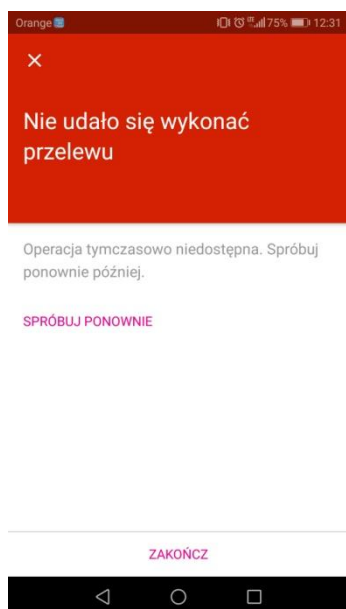 Orange 75% 12:31
Nie udało się wykonać
przelewu
Operacja tymczasowo niedostępna. Spróbuj
ponownie później.
SPRÓBUJ PONOWNIE
ZAKOŃCZ